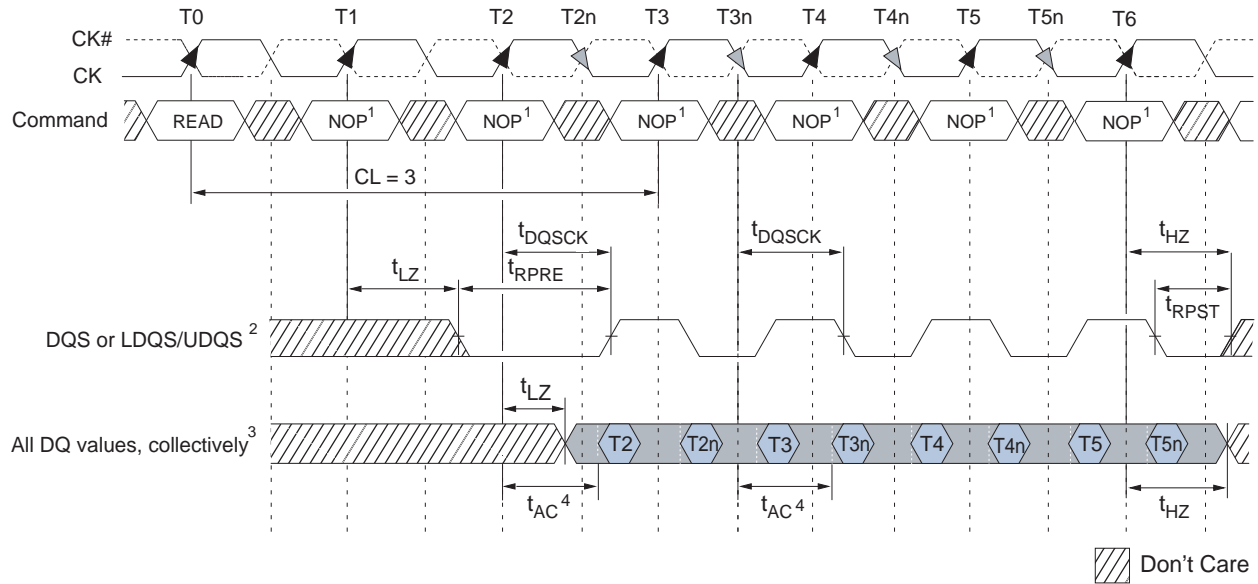 T0 T1 T2 T2n T3 T3n T4 T4n T5 T5n T6
CK#
CK
Command READ NOP¹ NOP¹ NOP¹ NOP¹ NOP¹ NOP¹
CL = 3
tDQSCK tDQSCK tHZ
tLZ tRPRE
tRPST
DQS or LDQS/UDQS ²
tLZ
All DQ values, collectively³ T2 T2n T3 T3n T4 T4n T5 T5n
tAC⁴ tAC⁴ tHZ
Don't Care